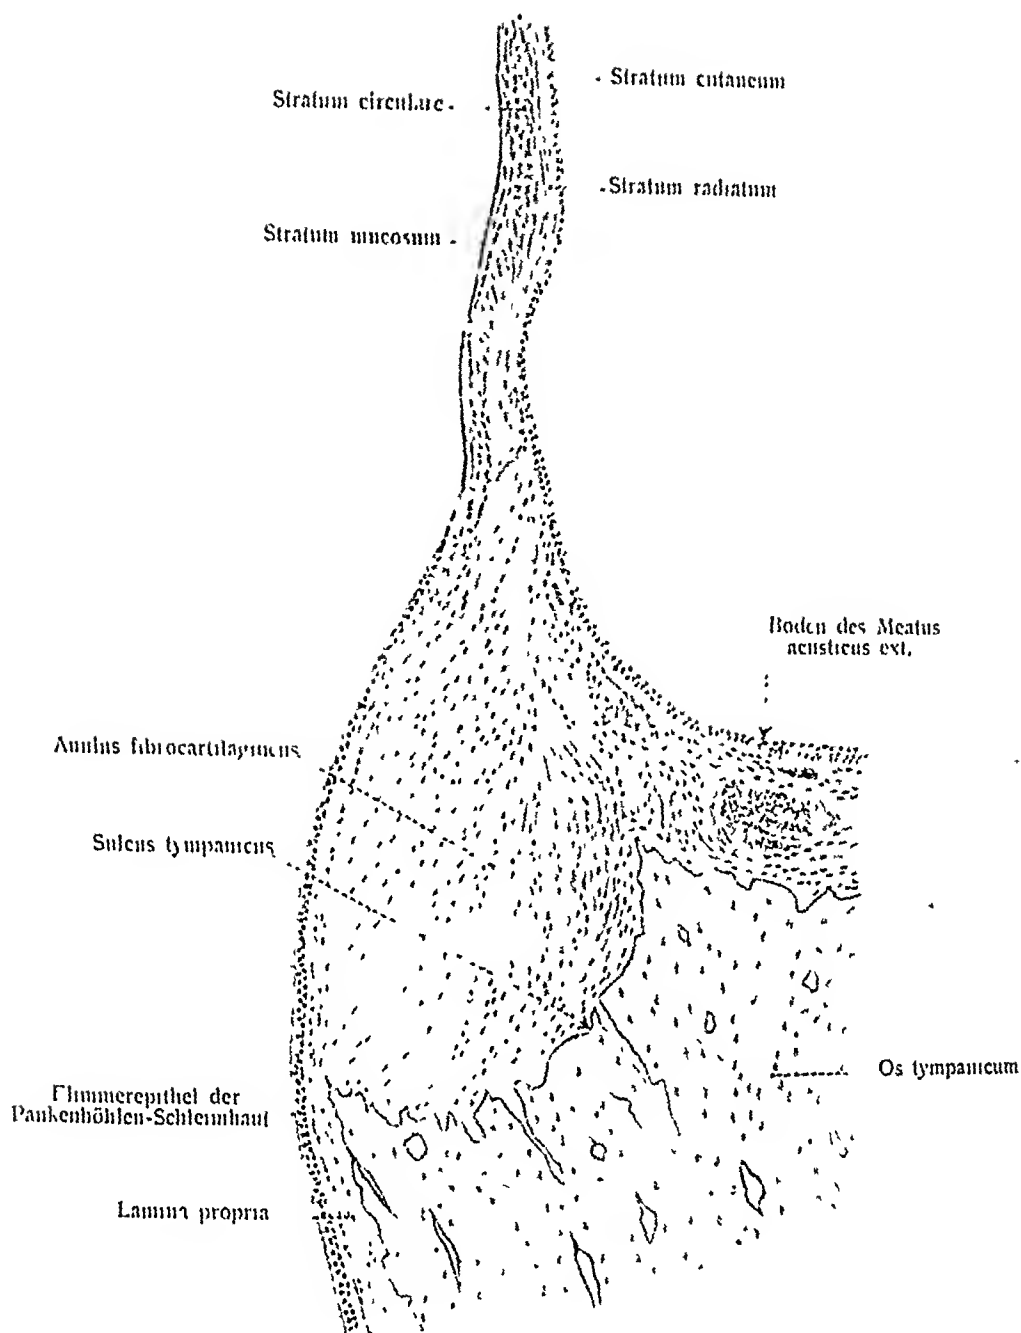 Stratum cutaneum
Stratum circulare
Stratum radiatum
Stratum mucosum
Boden des Meatus
acusticus ext.
Annulus fibrocartilagineus
Sulcus tympanicus
Os tympanicum
Flimmerepithel der
Paukenhöhlen-Schleimhaut
Lamina propria